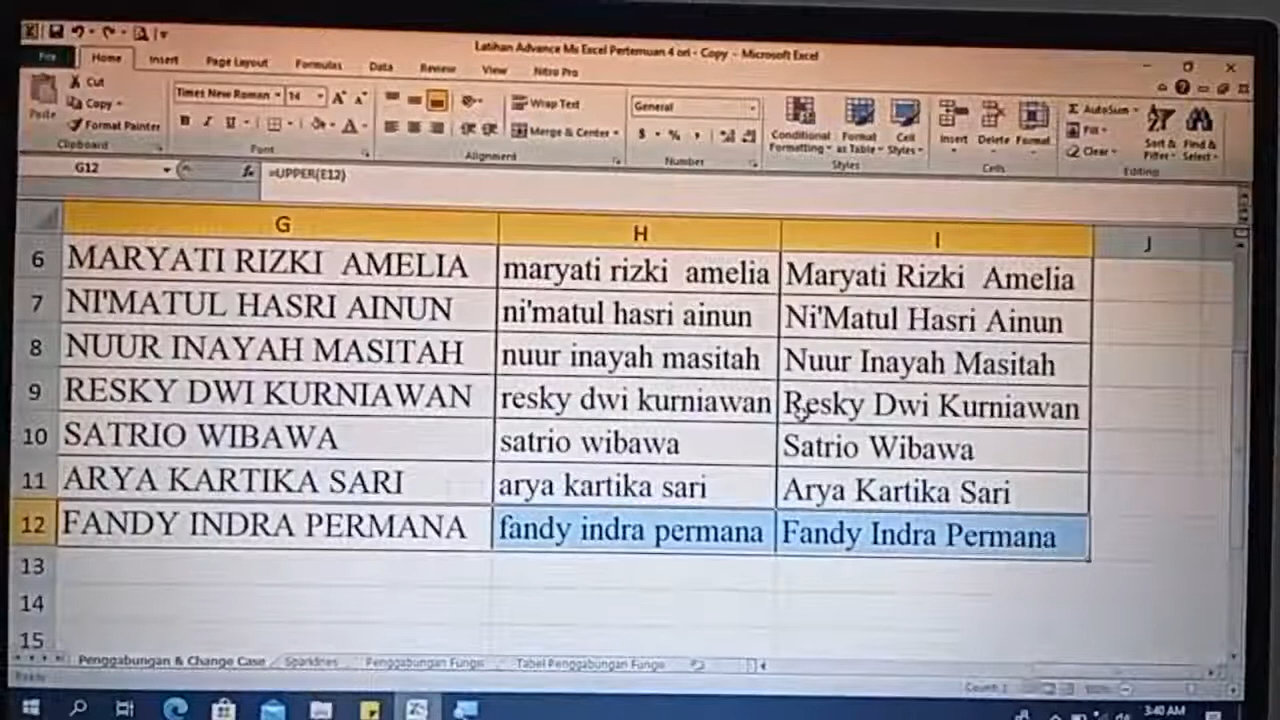 Latihan Advance Ms Excel Pertemuan 4 ori - Copy - Microsoft Excel
File Home Insert Page Layout Formulas Data Review View Nitro Pro
Cut
Copy
Format Painter
Paste
Clipboard
Times New Roman 14
B I U
Font
Wrap Text
Merge & Center
Alignment
General
$ % ,
Number
Conditional Formatting
Format as Table
Cell Styles
Styles
Insert Delete Format
Cells
Σ AutoSum
Fill
Clear
Sort & Filter
Find & Select
Editing
G12 fx =UPPER(E12)
G H I J
6 MARYATI RIZKI  AMELIA maryati rizki  amelia Maryati Rizki  Amelia
7 NI'MATUL HASRI AINUN ni'matul hasri ainun Ni'Matul Hasri Ainun
8 NUUR INAYAH MASITAH nuur inayah masitah Nuur Inayah Masitah
9 RESKY DWI KURNIAWAN resky dwi kurniawan Resky Dwi Kurniawan
10 SATRIO WIBAWA satrio wibawa Satrio Wibawa
11 ARYA KARTIKA SARI arya kartika sari Arya Kartika Sari
12 FANDY INDRA PERMANA fandy indra permana Fandy Indra Permana
13
14
15
Penggabungan & Change Case Sparklines Penggabungan Fungsi Tabel Penggabungan Fungsi
Ready
3:40 AM